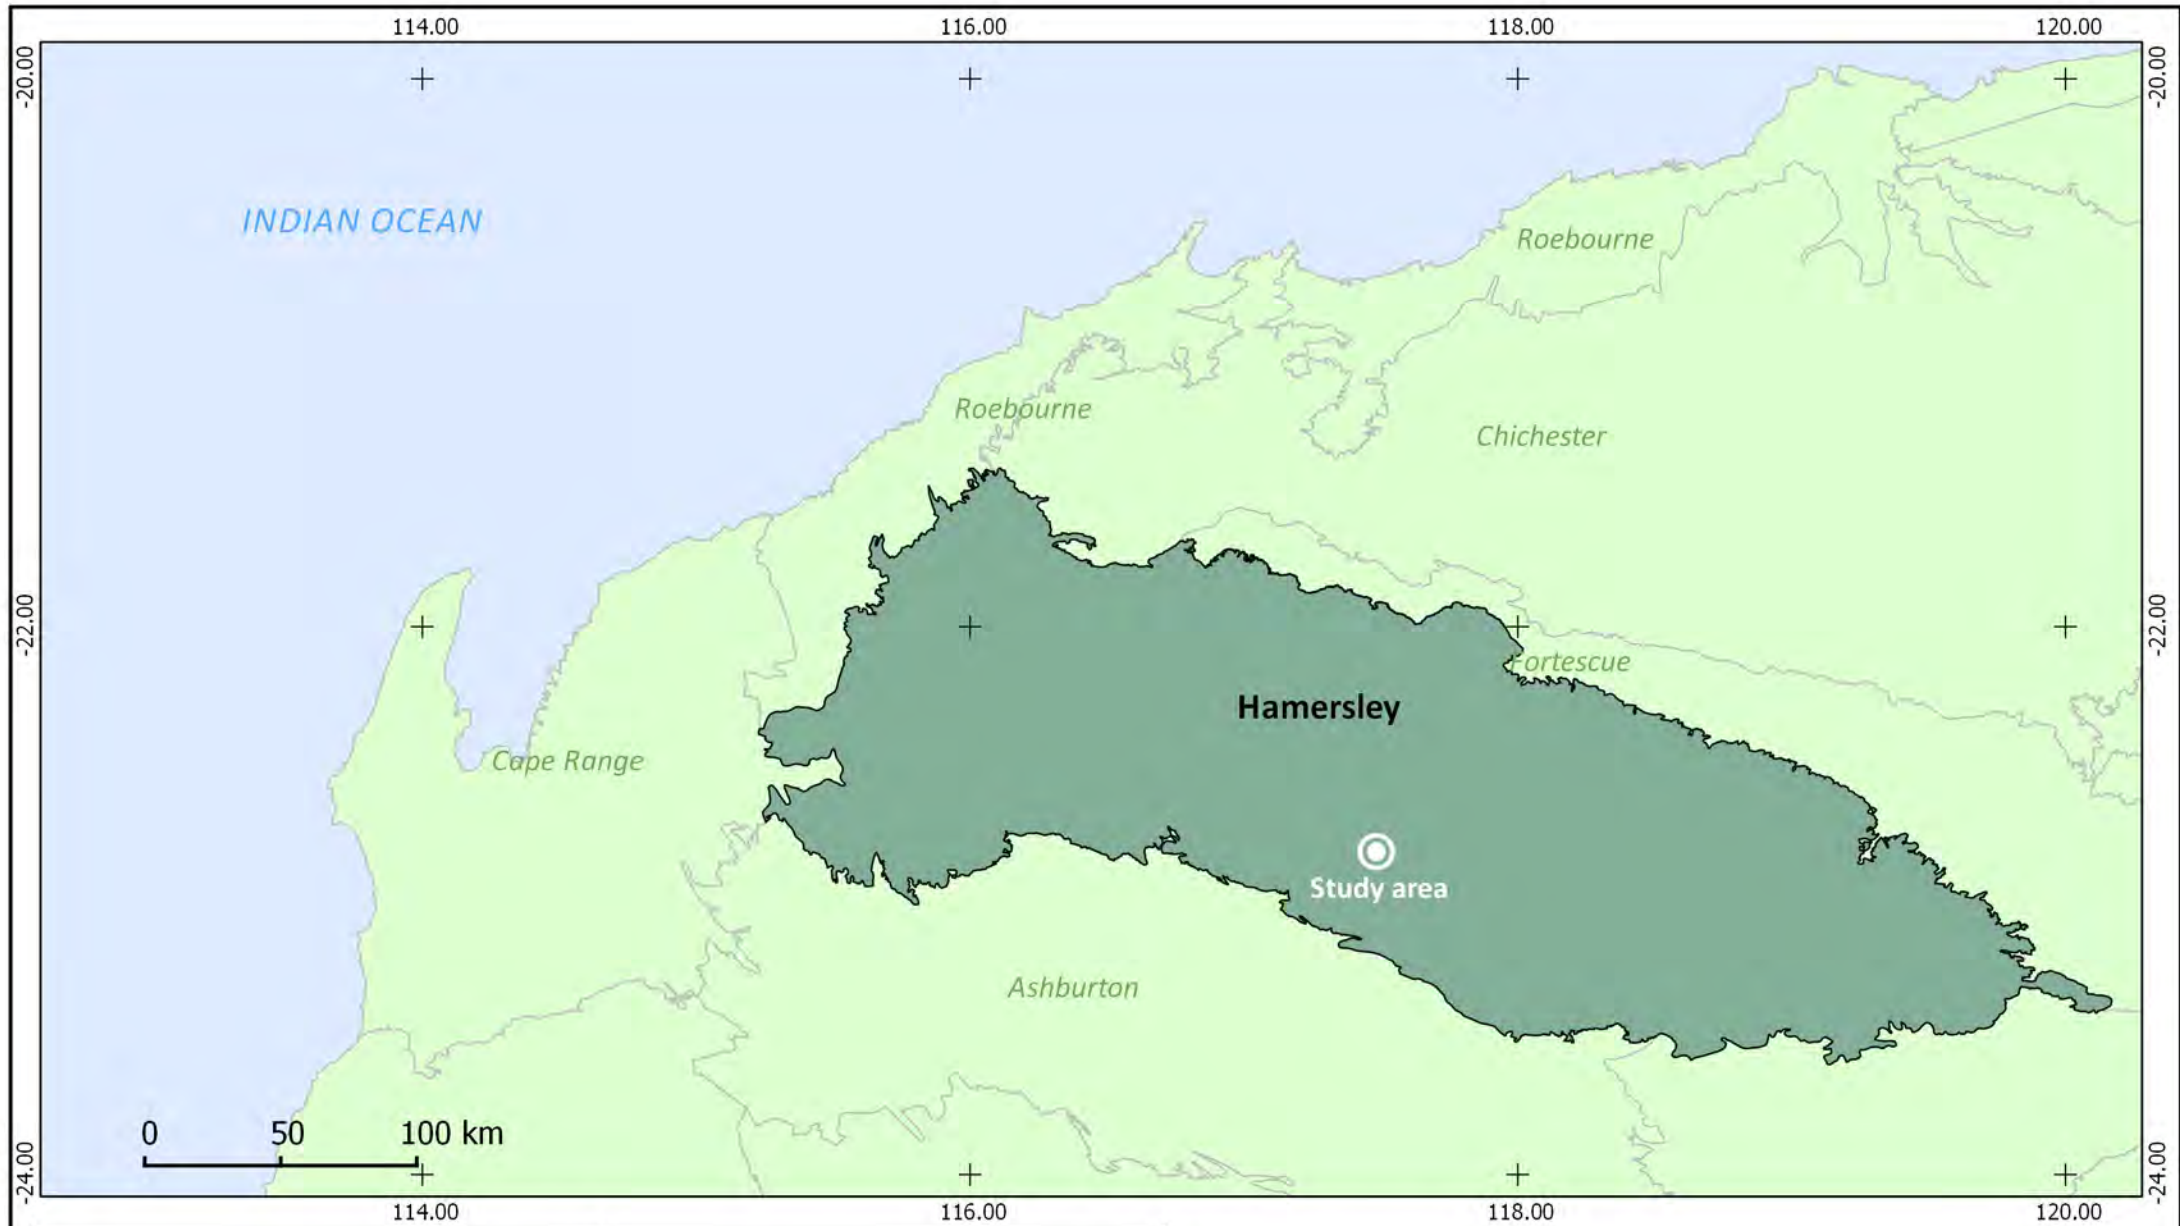 114.00 116.00 118.00 120.00
-20.00 -20.00
INDIAN OCEAN
Roebourne
Roebourne
Chichester
-22.00 -22.00
Fortescue
Hamersley
Cape Range
Study area
Ashburton
0 50 100 km
-24.00 -24.00
114.00 116.00 118.00 120.00